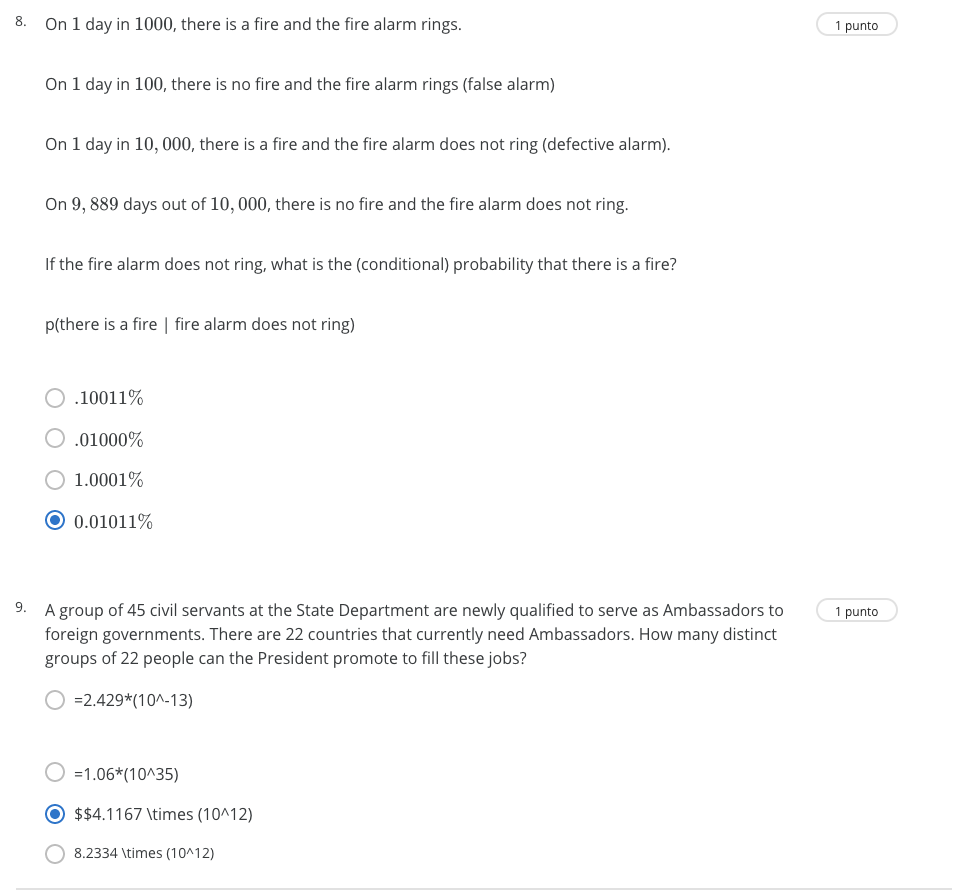 8. On 1 day in 1000, there is a fire and the fire alarm rings.
1 punto
On 1 day in 100, there is no fire and the fire alarm rings (false alarm)
On 1 day in 10, 000, there is a fire and the fire alarm does not ring (defective alarm).
On 9, 889 days out of 10, 000, there is no fire and the fire alarm does not ring.
If the fire alarm does not ring, what is the (conditional) probability that there is a fire?
p(there is a fire | fire alarm does not ring)
.10011%
.01000%
1.0001%
0.01011%
9. A group of 45 civil servants at the State Department are newly qualified to serve as Ambassadors to
1 punto
foreign governments. There are 22 countries that currently need Ambassadors. How many distinct
groups of 22 people can the President promote to fill these jobs?
=2.429*(10^-13)
=1.06*(10^35)
$$4.1167 \times (10^12)
8.2334 \times (10^12)